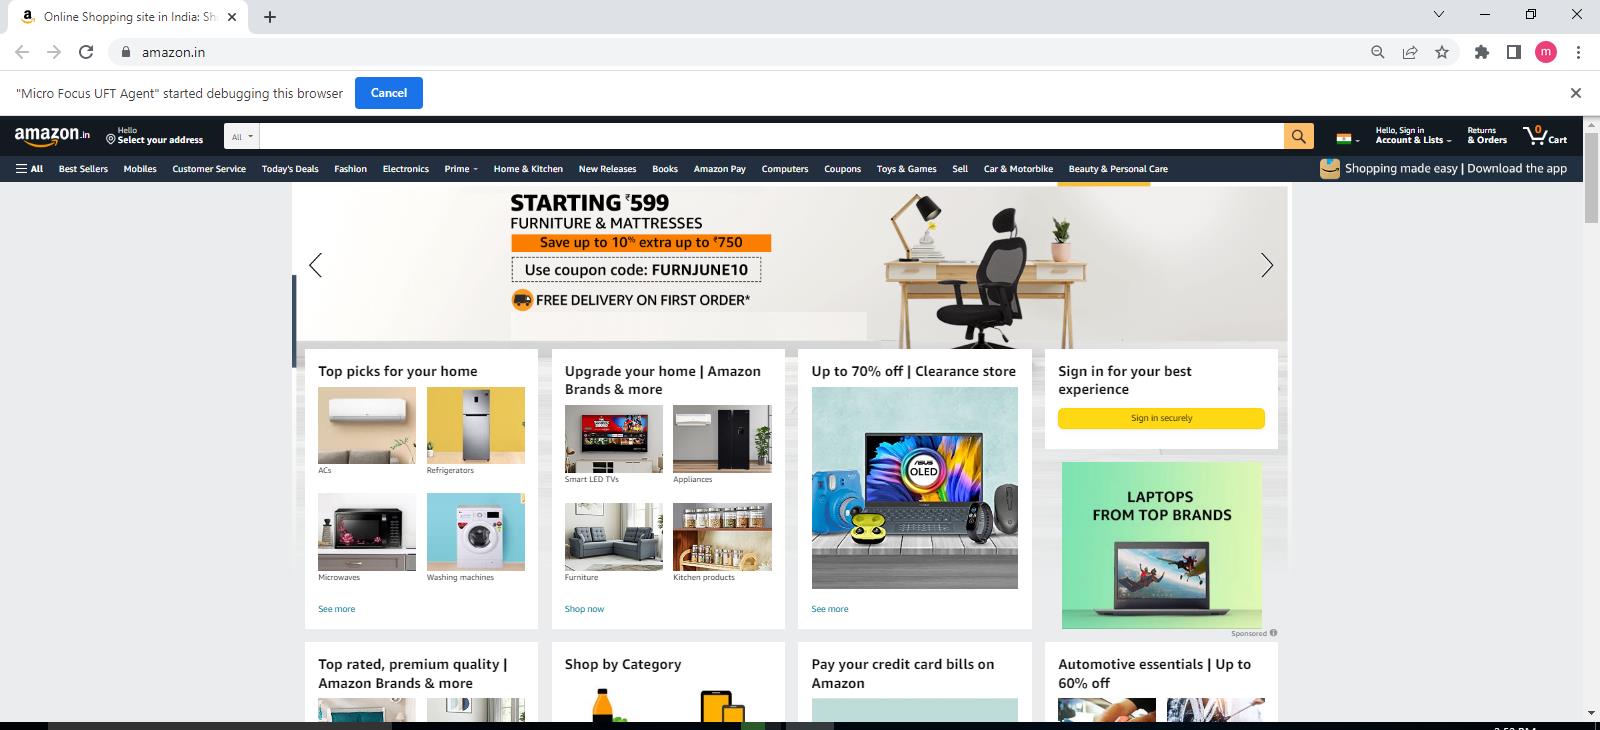 Online Shopping site in India: Sh
amazon.in
"Micro Focus UFT Agent" started debugging this browser
Cancel
m
amazon.in
Hello
Select your address
All
Hello, Sign in
Account & Lists
Returns
& Orders
0
Cart
All
Best Sellers
Mobiles
Customer Service
Today's Deals
Fashion
Electronics
Prime
Home & Kitchen
New Releases
Books
Amazon Pay
Computers
Coupons
Toys & Games
Sell
Car & Motorbike
Beauty & Personal Care
Shopping made easy | Download the app
STARTING ₹599
FURNITURE & MATTRESSES
Save up to 10% extra up to ₹750
Use coupon code: FURNJUNE10
FREE DELIVERY ON FIRST ORDER*
Top picks for your home
ACs
Refrigerators
Microwaves
Washing machines
See more
Upgrade your home | Amazon
Brands & more
Smart LED TVs
Appliances
Furniture
Kitchen products
Shop now
Up to 70% off | Clearance store
ASUS
OLED
See more
Sign in for your best
experience
Sign in securely
LAPTOPS
FROM TOP BRANDS
Sponsored
Top rated, premium quality |
Amazon Brands & more
Shop by Category
Pay your credit card bills on
Amazon
Automotive essentials | Up to
60% off